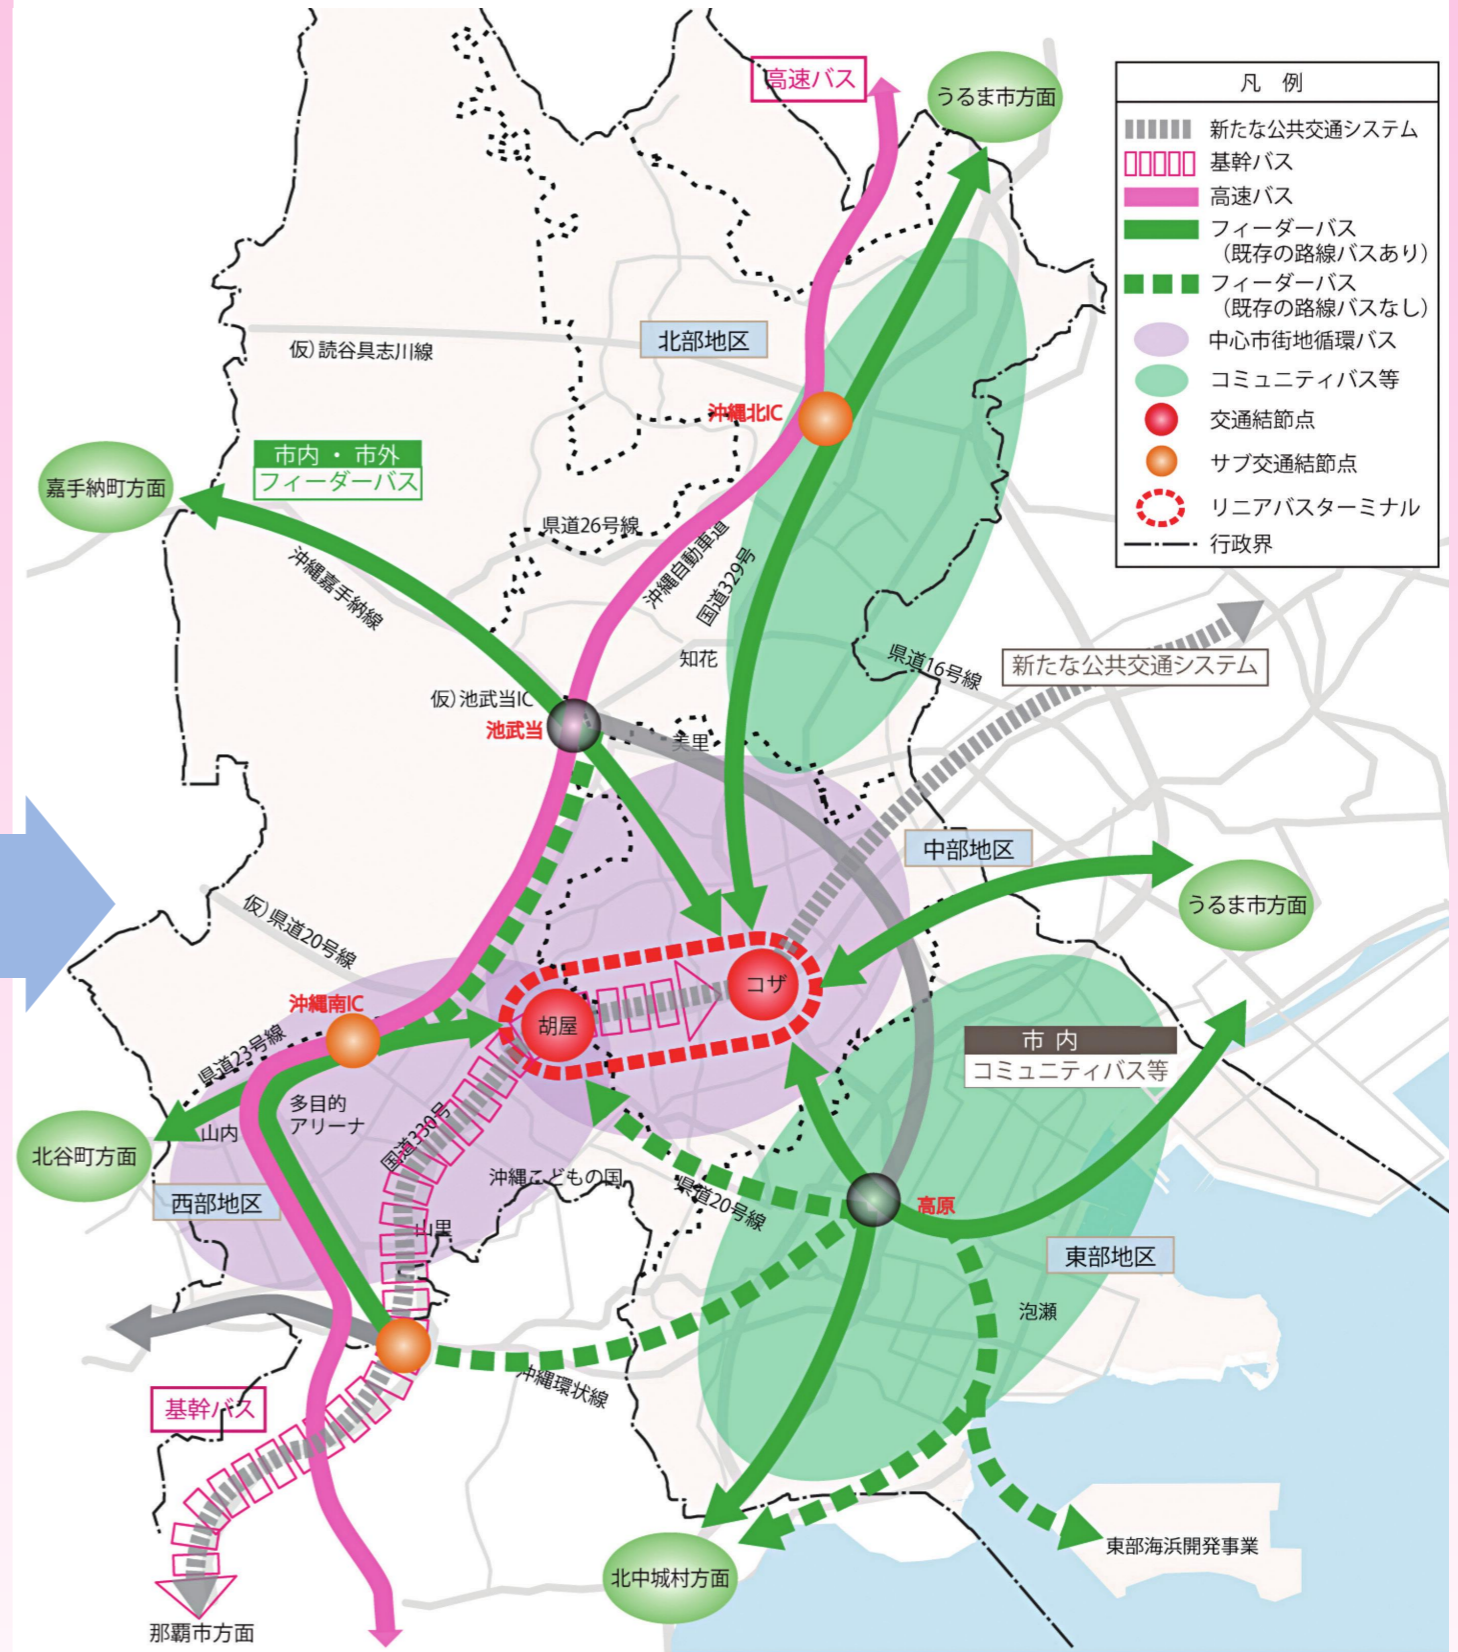 高速バス
うるま市方面
凡　例
新たな公共交通システム
基幹バス
高速バス
フィーダーバス
（既存の路線バスあり）
フィーダーバス
（既存の路線バスなし）
中心市街地循環バス
コミュニティバス等
交通結節点
サブ交通結節点
リニアバスターミナル
行政界
仮）読谷具志川線
北部地区
沖縄北IC
市内・市外
フィーダーバス
嘉手納町方面
県道26号線
沖縄自動車道
国道329号
沖縄嘉手納線
知花
県道16号線
新たな公共交通システム
仮）池武当IC
池武当
美里
中部地区
うるま市方面
仮）県道20号線
沖縄南IC
コザ
胡屋
県道23号線
市内
コミュニティバス等
多目的
アリーナ
山内
国道330号
北谷町方面
西部地区
沖縄こどもの国
県道20号線
高原
山里
東部地区
泡瀬
沖縄環状線
基幹バス
東部海浜開発事業
北中城村方面
那覇市方面